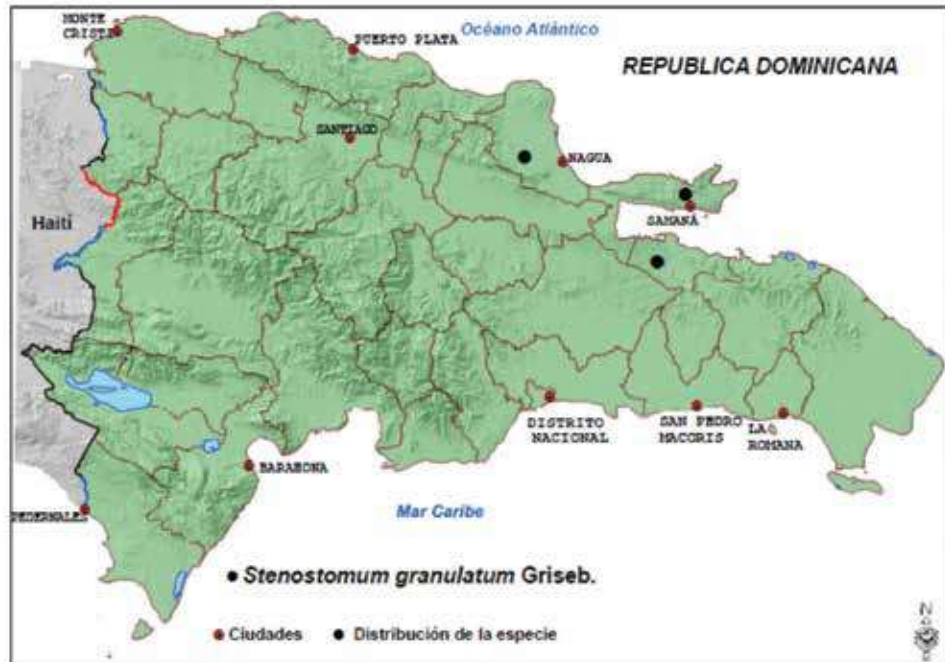 MONTE
CRISTI
Océano Atlántico
PUERTO PLATA
REPUBLICA DOMINICANA
SANTIAGO
NAGUA
Haití
SAMANÁ
DISTRITO
NACIONAL
SAN PEDRO
MACORIS
LA
ROMANA
BARAHONA
Mar Caribe
PEDERNALES
Stenostomum granulatum Griseb.
Ciudades
Distribución de la especie